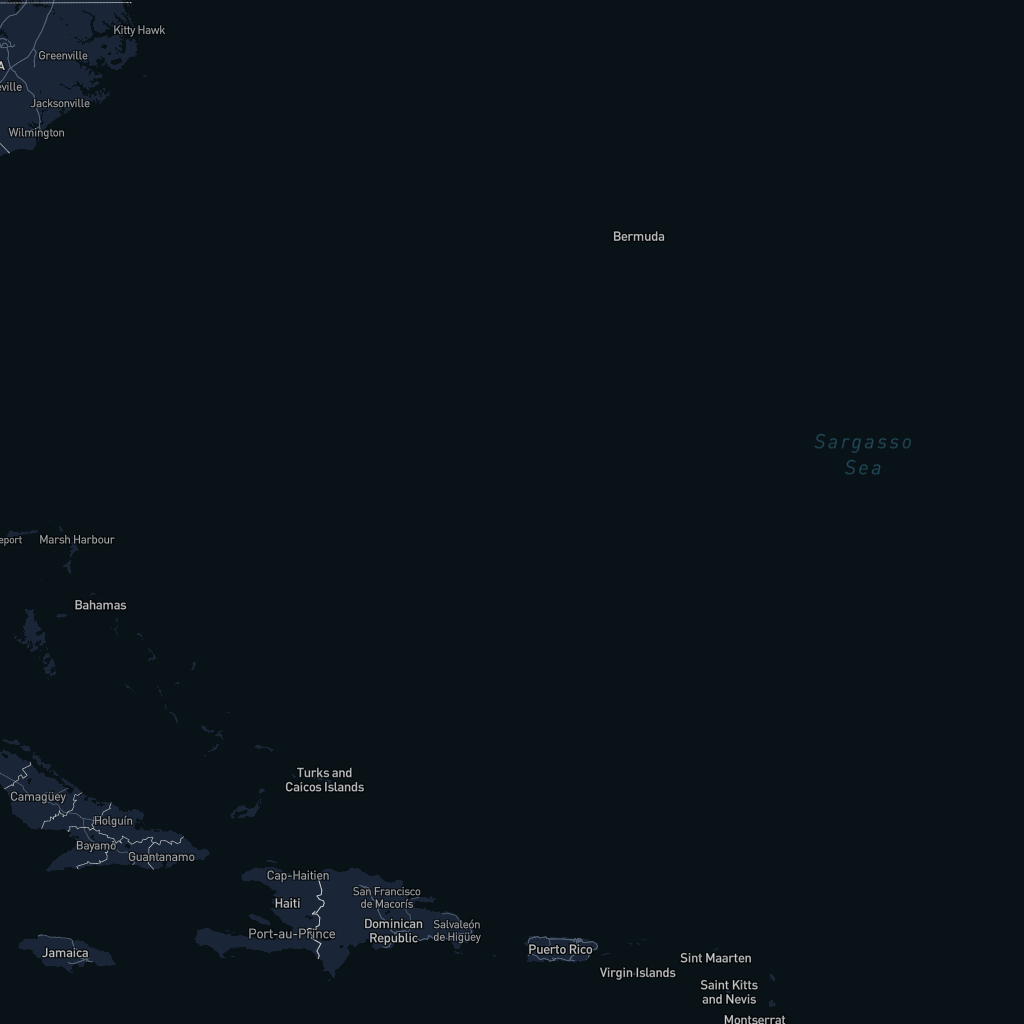 Kitty Hawk
Greenville
A
eville
Jacksonville
Wilmington
Bermuda
Sargasso
Sea
eport
Marsh Harbour
Bahamas
Turks and
Caicos Islands
Camagüey
Holguín
Bayamo
Guantanamo
Cap-Haitien
San Francisco
de Macorís
Haiti
Dominican
Republic
Salvaleón
de Higüey
Port-au-Prince
Jamaica
Puerto Rico
Sint Maarten
Virgin Islands
Saint Kitts
and Nevis
Montserrat